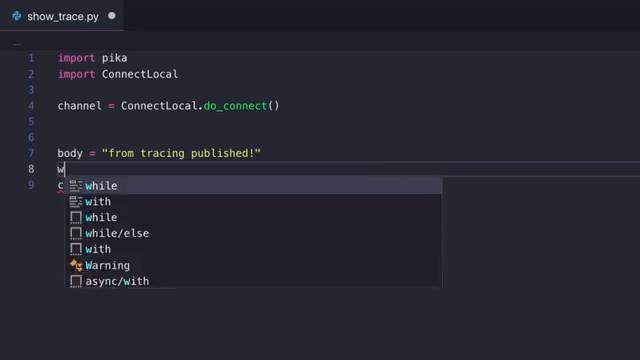 show_trace.py
1 import pika
2 import ConnectLocal
3
4 channel = ConnectLocal.do_connect()
5
6
7 body = "from tracing published!"
8 w
9 c
while
with
while
while/else
with
Warning
async/with